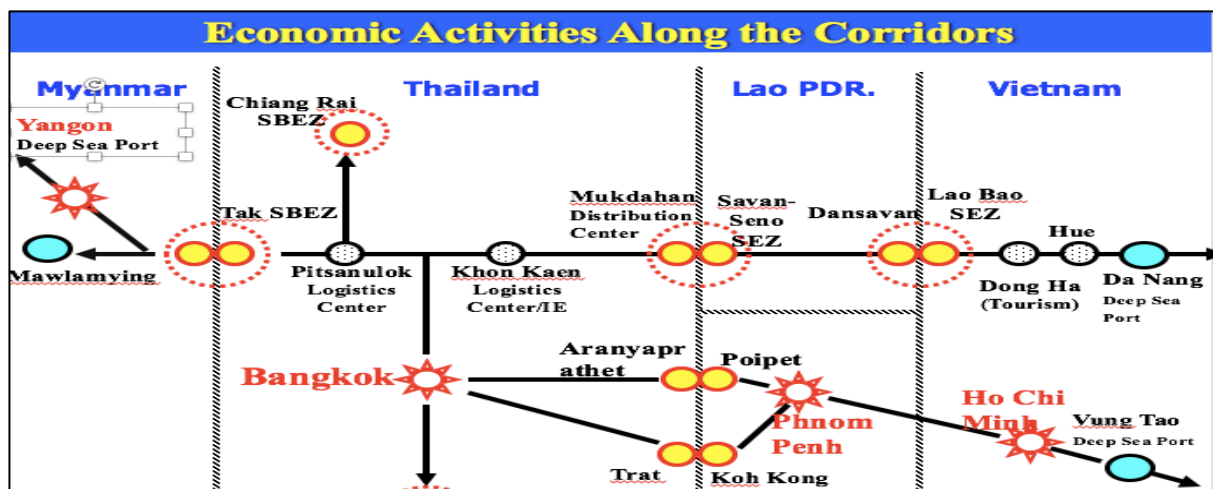 Economic Activities Along the Corridors
Myanmar
Thailand
Lao PDR.
Vietnam
Yangon
Deep Sea Port
Chiang Rai
SBEZ
Tak SBEZ
Mukdahan
Distribution
Center
Savan-
Seno
SEZ
Dansavan
Lao Bao
SEZ
Hue
Mawlamying
Pitsanulok
Logistics
Center
Khon Kaen
Logistics
Center/IE
Dong Ha
(Tourism)
Da Nang
Deep Sea
Port
Bangkok
Aranyapr
athet
Poipet
Phnom
Penh
Ho Chi
Minh
Vung Tao
Deep Sea Port
Trat
Koh Kong